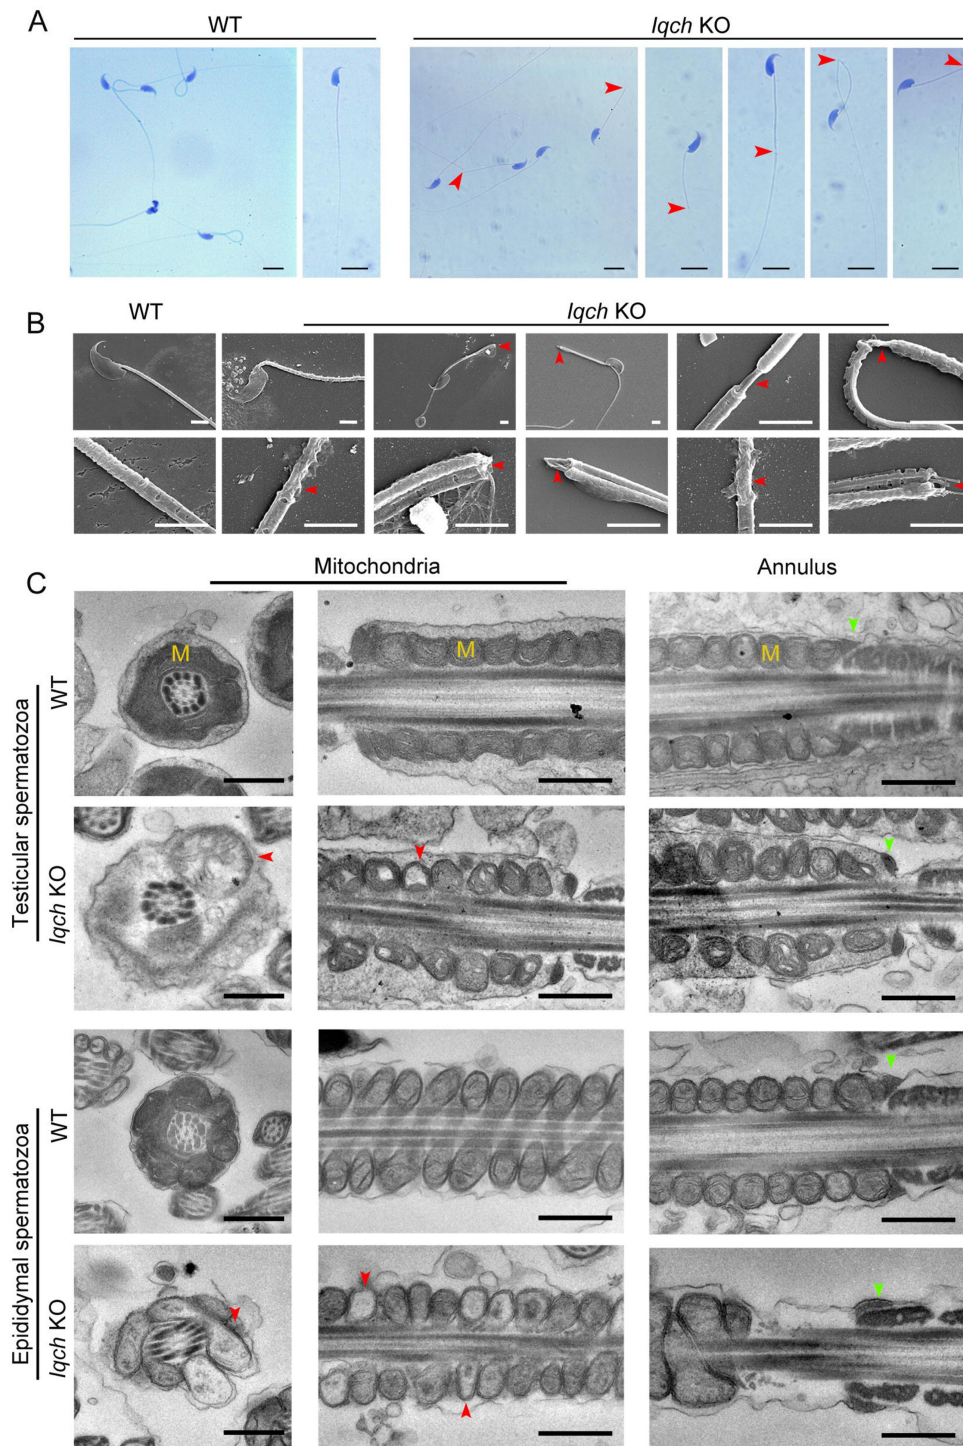 A
WT
Iqch KO
B
WT
Iqch KO
C
Mitochondria
Annulus
Testicular spermatozoa
WT
M
M
M
Iqch KO
Epididymal spermatozoa
WT
Iqch KO